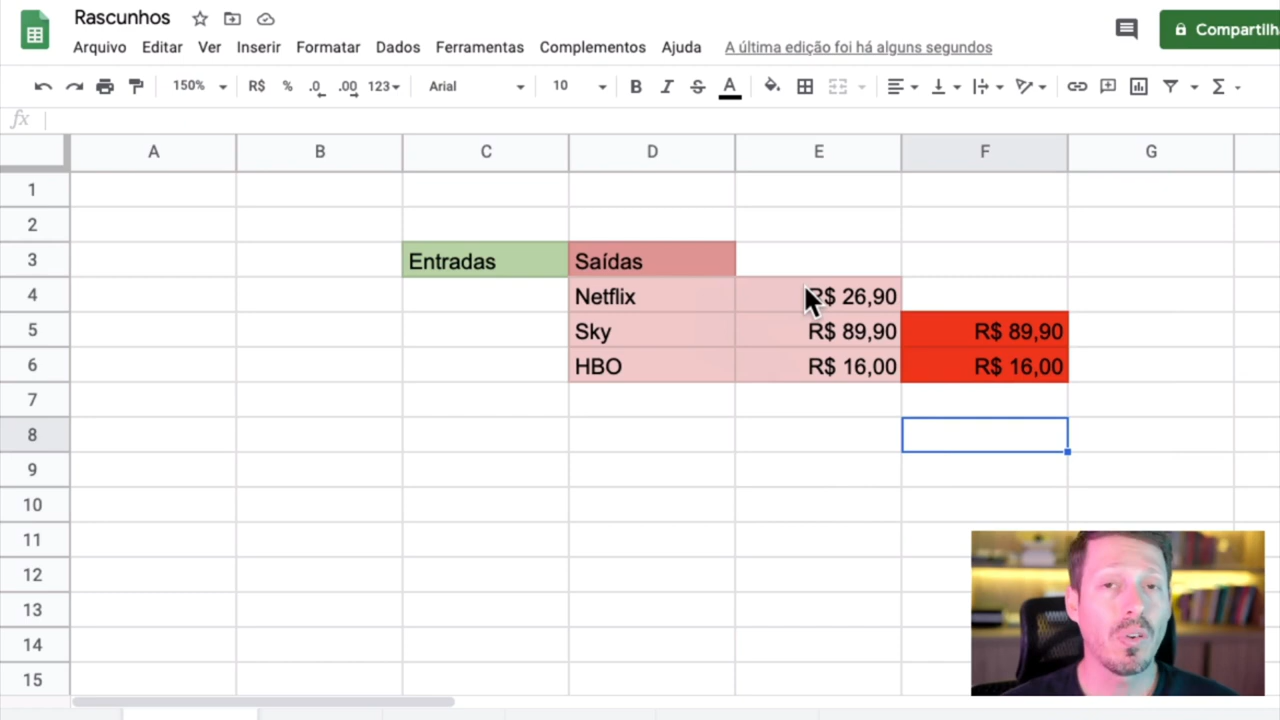 Rascunhos
Arquivo Editar Ver Inserir Formatar Dados Ferramentas Complementos Ajuda A última edição foi há alguns segundos
Compartilh
150% R$ % .0 .00 123 Arial 10 B I S A Σ
fx
A B C D E F G
1
2
3 Entradas Saídas
4 Netflix R$ 26,90
5 Sky R$ 89,90 R$ 89,90
6 HBO R$ 16,00 R$ 16,00
7
8
9
10
11
12
13
14
15